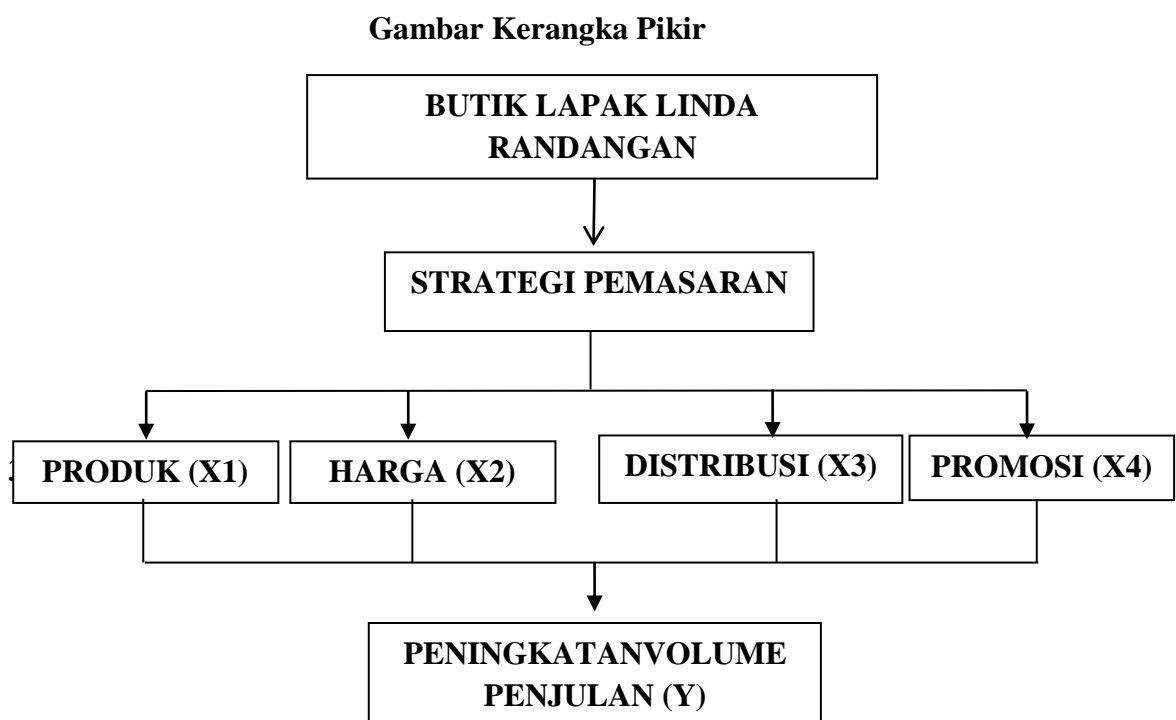 Gambar Kerangka Pikir
BUTIK LAPAK LINDA
RANDANGAN
STRATEGI PEMASARAN
PRODUK (X1)
HARGA (X2)
DISTRIBUSI (X3)
PROMOSI (X4)
PENINGKATANVOLUME
PENJULAN (Y)